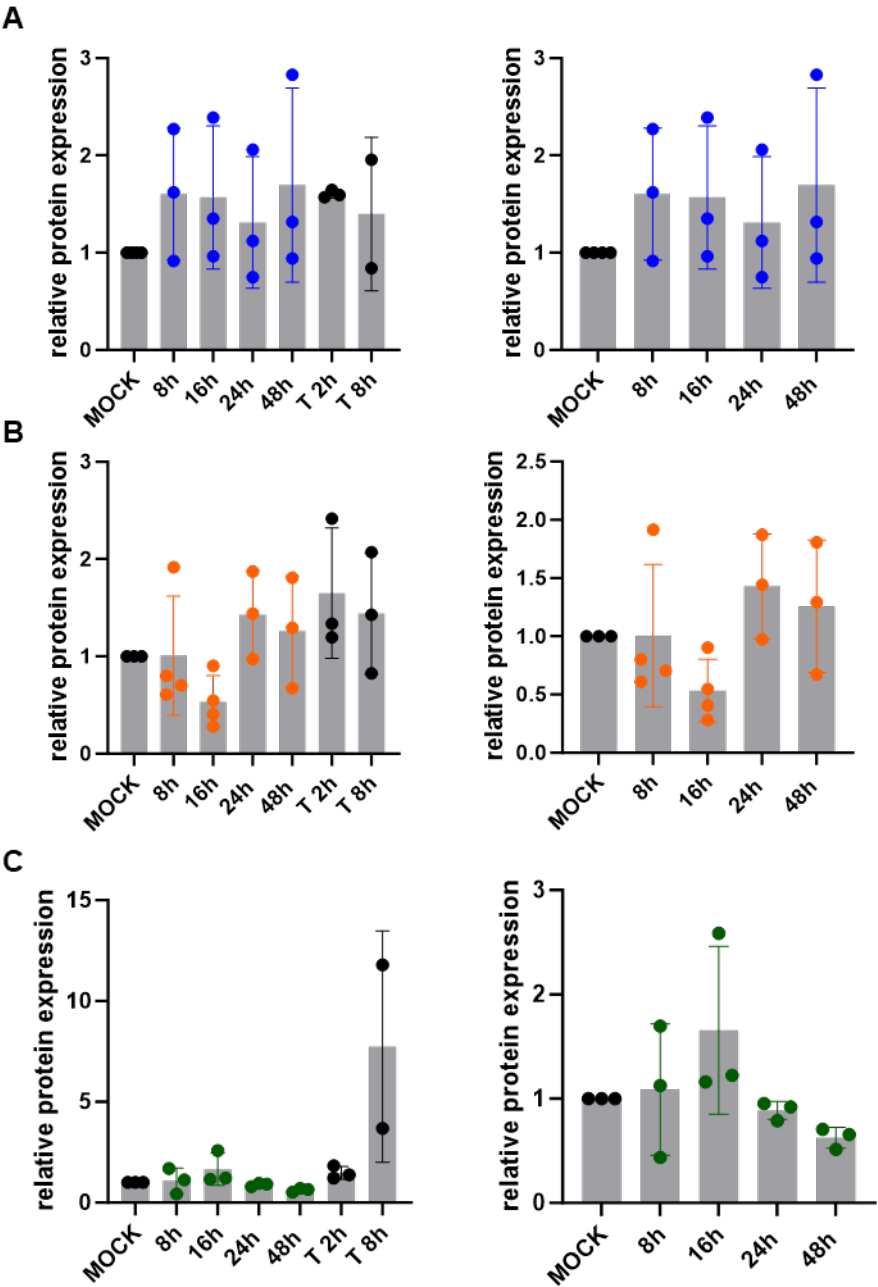 A
relative protein expression
3
2
1
0
MOCK
8h
16h
24h
48h
T 2h
T 8h
relative protein expression
3
2
1
0
MOCK
8h
16h
24h
48h
B
relative protein expression
3
2
1
0
MOCK
8h
16h
24h
48h
T 2h
T 8h
relative protein expression
2.5
2.0
1.5
1.0
0.5
0.0
MOCK
8h
16h
24h
48h
C
relative protein expression
15
10
5
0
MOCK
8h
16h
24h
48h
T 2h
T 8h
relative protein expression
3
2
1
0
MOCK
8h
16h
24h
48h